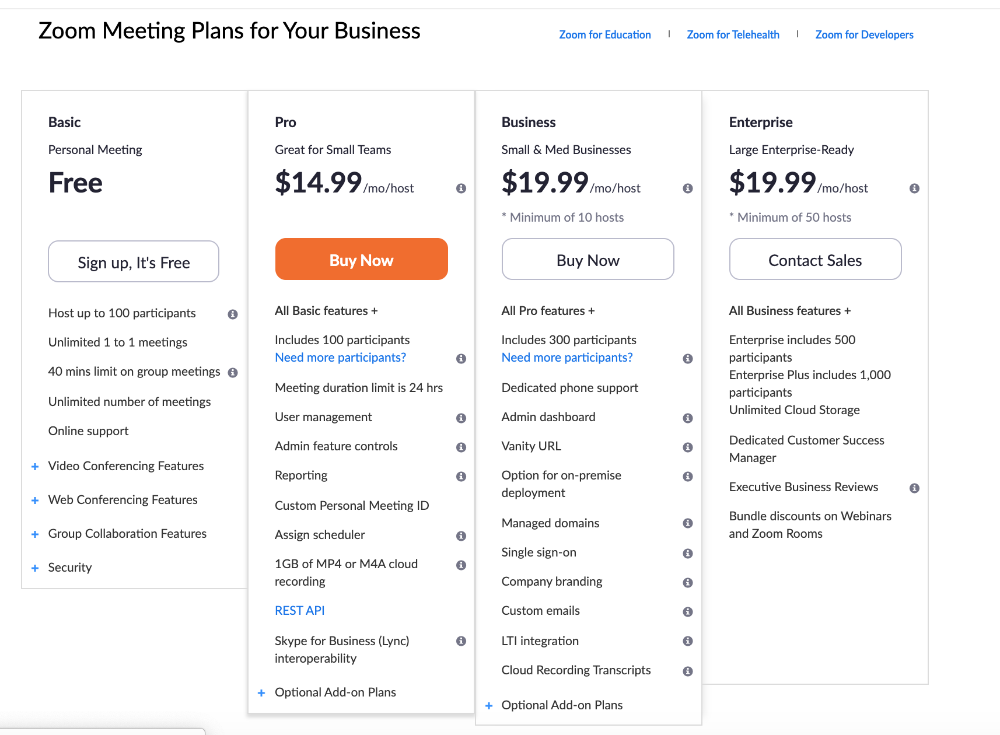 Zoom Meeting Plans for Your Business
Zoom for Education | Zoom for Telehealth | Zoom for Developers
Basic
Personal Meeting
Free
Sign up, It's Free
Host up to 100 participants
Unlimited 1 to 1 meetings
40 mins limit on group meetings
Unlimited number of meetings
Online support
+ Video Conferencing Features
+ Web Conferencing Features
+ Group Collaboration Features
+ Security
Pro
Great for Small Teams
$14.99/mo/host
Buy Now
All Basic features +
Includes 100 participants
Need more participants?
Meeting duration limit is 24 hrs
User management
Admin feature controls
Reporting
Custom Personal Meeting ID
Assign scheduler
1GB of MP4 or M4A cloud
recording
REST API
Skype for Business (Lync)
interoperability
+ Optional Add-on Plans
Business
Small & Med Businesses
$19.99/mo/host
* Minimum of 10 hosts
Buy Now
All Pro features +
Includes 300 participants
Need more participants?
Dedicated phone support
Admin dashboard
Vanity URL
Option for on-premise
deployment
Managed domains
Single sign-on
Company branding
Custom emails
LTI integration
Cloud Recording Transcripts
+ Optional Add-on Plans
Enterprise
Large Enterprise-Ready
$19.99/mo/host
* Minimum of 50 hosts
Contact Sales
All Business features +
Enterprise includes 500
participants
Enterprise Plus includes 1,000
participants
Unlimited Cloud Storage
Dedicated Customer Success
Manager
Executive Business Reviews
Bundle discounts on Webinars
and Zoom Rooms